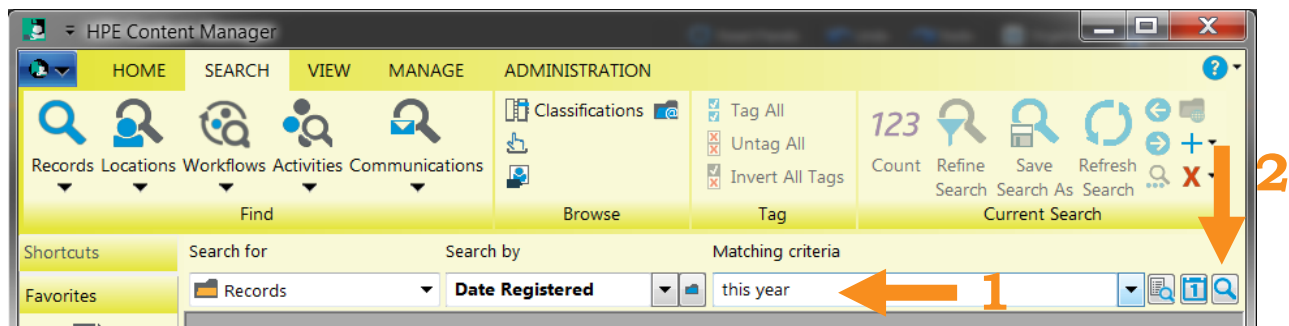 HPE Content Manager
HOME SEARCH VIEW MANAGE ADMINISTRATION
Classifications Tag All
Untag All
Invert All Tags
123
Records Locations Workflows Activities Communications Count Refine Search Save Search As Refresh Search
Find Browse Tag Current Search
2
Shortcuts Search for Search by Matching criteria
Favorites Records Date Registered this year 1 1